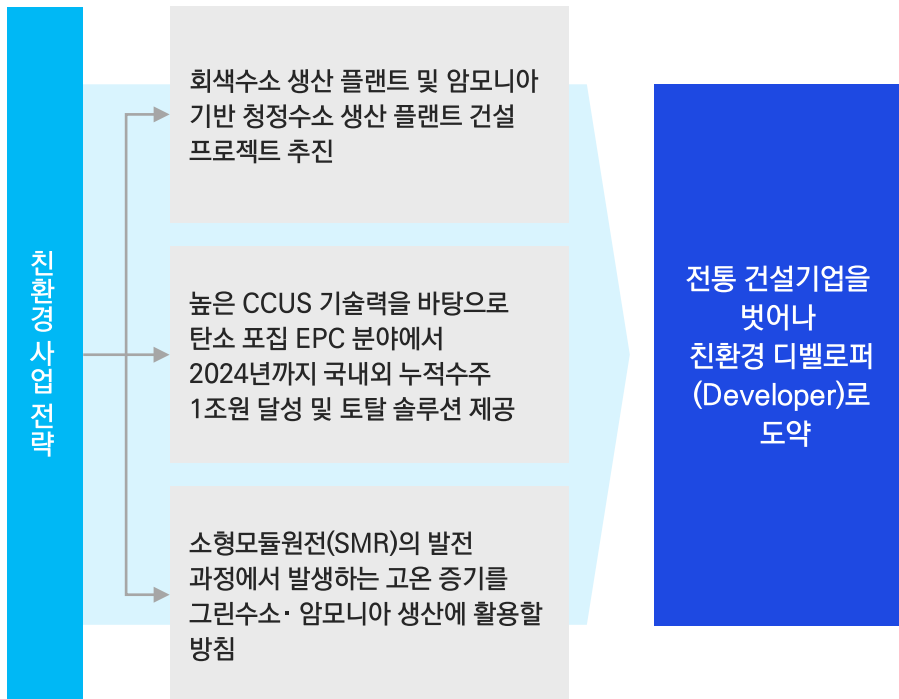 친환경 사업 전략
회색수소 생산 플랜트 및 암모니아
기반 청정수소 생산 플랜트 건설
프로젝트 추진
높은 CCUS 기술력을 바탕으로
탄소 포집 EPC 분야에서
2024년까지 국내외 누적수주
1조원 달성 및 토탈 솔루션 제공
소형모듈원전(SMR)의 발전
과정에서 발생하는 고온 증기를
그린수소· 암모니아 생산에 활용할
방침
전통 건설기업을
벗어나
친환경 디벨로퍼
(Developer)로
도약